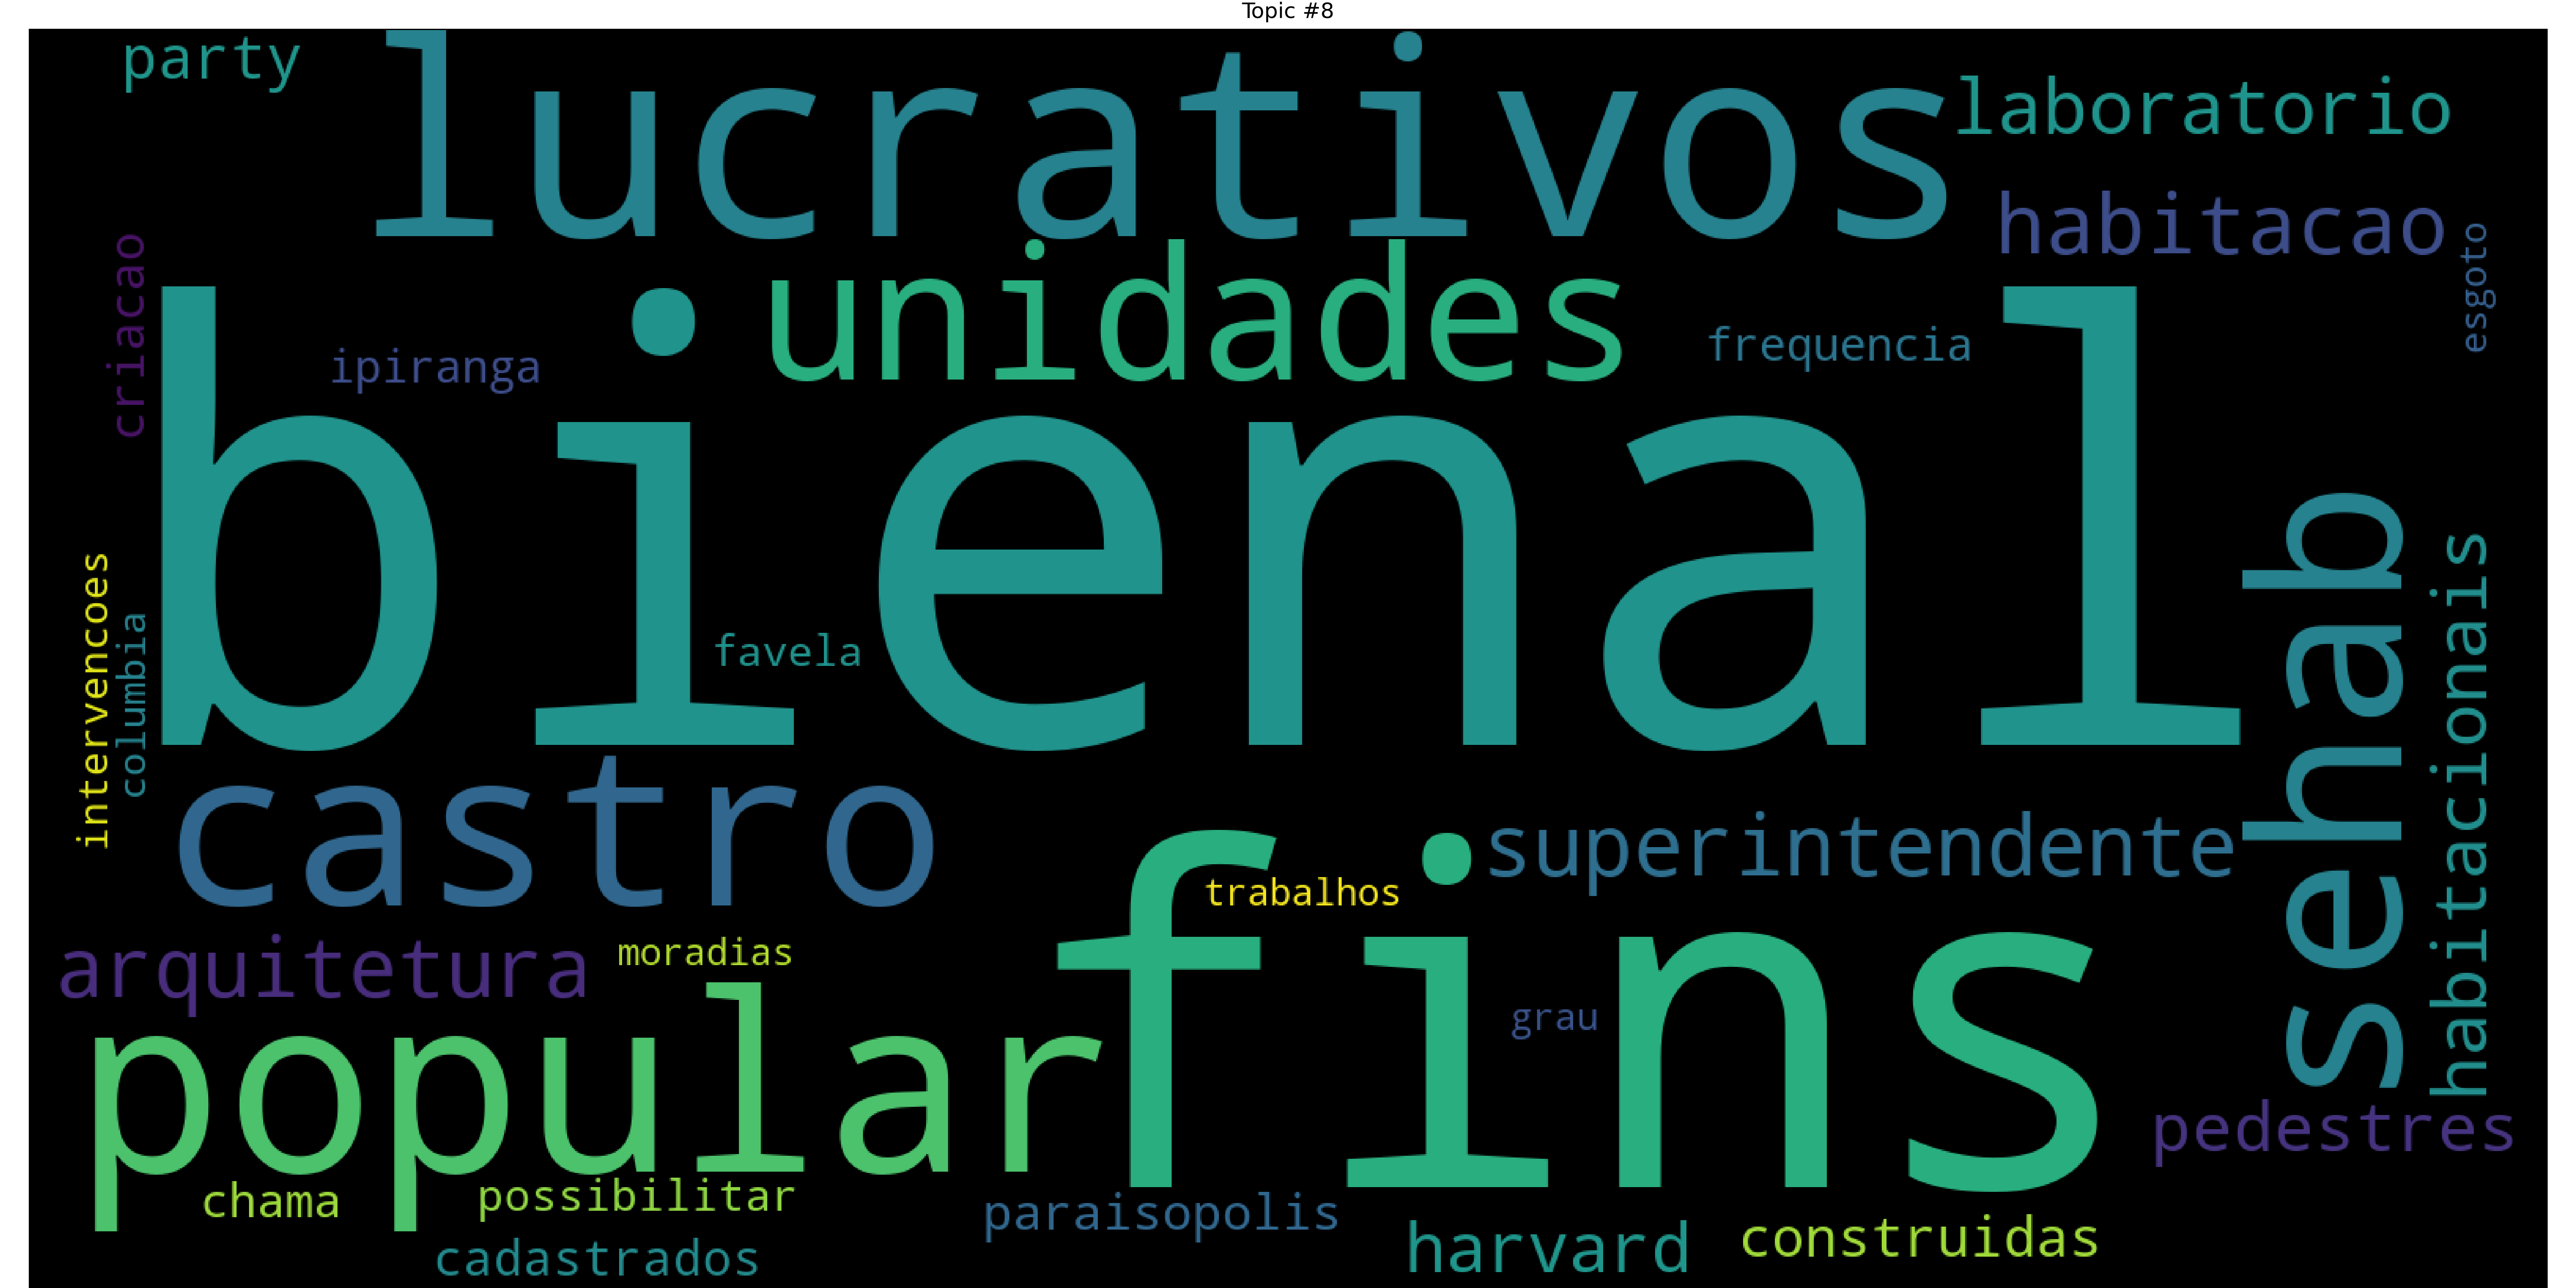 Topic #8
party
lucrativos
laboratorio
habitacao
esgoto
criacao
unidades
ipiranga
frequencia
bienal
favela
intervencoes
columbia
sehab
habitacionais
castro
superintendente
trabalhos
arquitetura
moradias
fins
grau
popular
pedestres
chama
possibilitar
paraisopolis
harvard
construidas
cadastrados